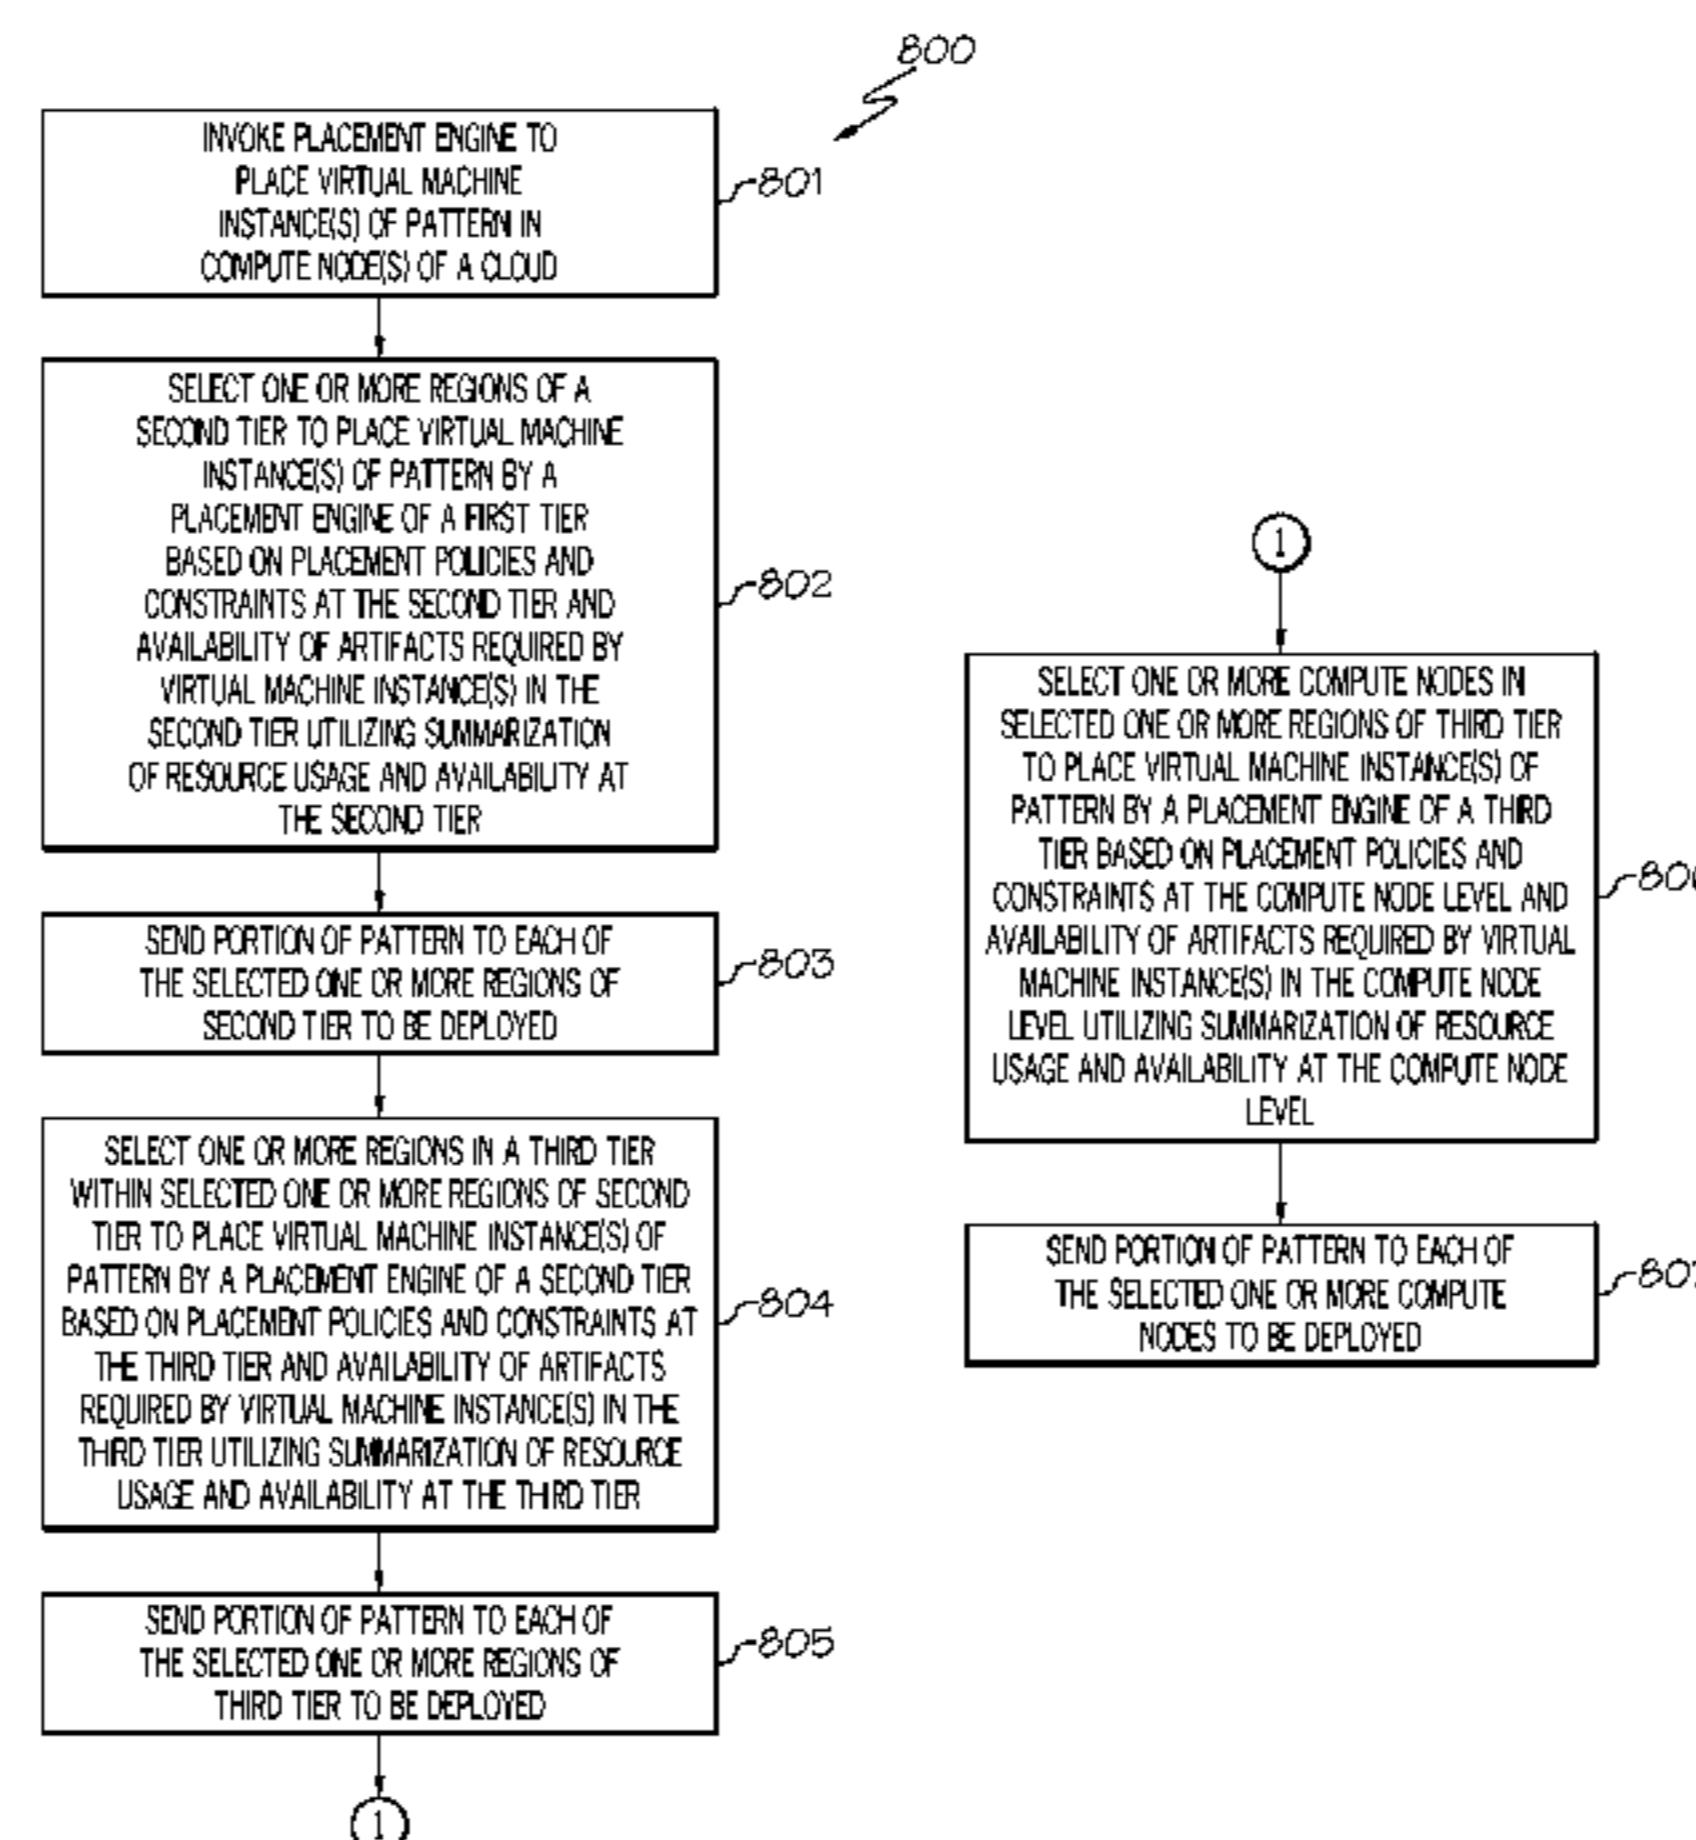 800
INVOKE PLACEMENT ENGINE TO
PLACE VIRTUAL MACHINE
INSTANCE(S) OF PATTERN IN
COMPUTE NODE(S) OF A CLOUD
801
SELECT ONE OR MORE REGIONS OF A
SECOND TIER TO PLACE VIRTUAL MACHINE
INSTANCE(S) OF PATTERN BY A
PLACEMENT ENGINE OF A FIRST TIER
BASED ON PLACEMENT POLICIES AND
CONSTRAINTS AT THE SECOND TIER AND
AVAILABILITY OF ARTIFACTS REQUIRED BY
VIRTUAL MACHINE INSTANCE(S) IN THE
SECOND TIER UTILIZING SUMMARIZATION
OF RESOURCE USAGE AND AVAILABILITY AT
THE SECOND TIER
802
SEND PORTION OF PATTERN TO EACH OF
THE SELECTED ONE OR MORE REGIONS OF
SECOND TIER TO BE DEPLOYED
803
SELECT ONE OR MORE REGIONS IN A THIRD TIER
WITHIN SELECTED ONE OR MORE REGIONS OF SECOND
TIER TO PLACE VIRTUAL MACHINE INSTANCE(S) OF
PATTERN BY A PLACEMENT ENGINE OF A SECOND TIER
BASED ON PLACEMENT POLICIES AND CONSTRAINTS AT
THE THIRD TIER AND AVAILABILITY OF ARTIFACTS
REQUIRED BY VIRTUAL MACHINE INSTANCE(S) IN THE
THIRD TIER UTILIZING SUMMARIZATION OF RESOURCE
USAGE AND AVAILABILITY AT THE THIRD TIER
804
SEND PORTION OF PATTERN TO EACH OF
THE SELECTED ONE OR MORE REGIONS OF
THIRD TIER TO BE DEPLOYED
805
1
1
SELECT ONE OR MORE COMPUTE NODES IN
SELECTED ONE OR MORE REGIONS OF THIRD TIER
TO PLACE VIRTUAL MACHINE INSTANCE(S) OF
PATTERN BY A PLACEMENT ENGINE OF A THIRD
TIER BASED ON PLACEMENT POLICIES AND
CONSTRAINTS AT THE COMPUTE NODE LEVEL AND
AVAILABILITY OF ARTIFACTS REQUIRED BY VIRTUAL
MACHINE INSTANCE(S) IN THE COMPUTE NODE
LEVEL UTILIZING SUMMARIZATION OF RESOURCE
USAGE AND AVAILABILITY AT THE COMPUTE NODE
LEVEL
SEND PORTION OF PATTERN TO EACH OF
THE SELECTED ONE OR MORE COMPUTE
NODES TO BE DEPLOYED